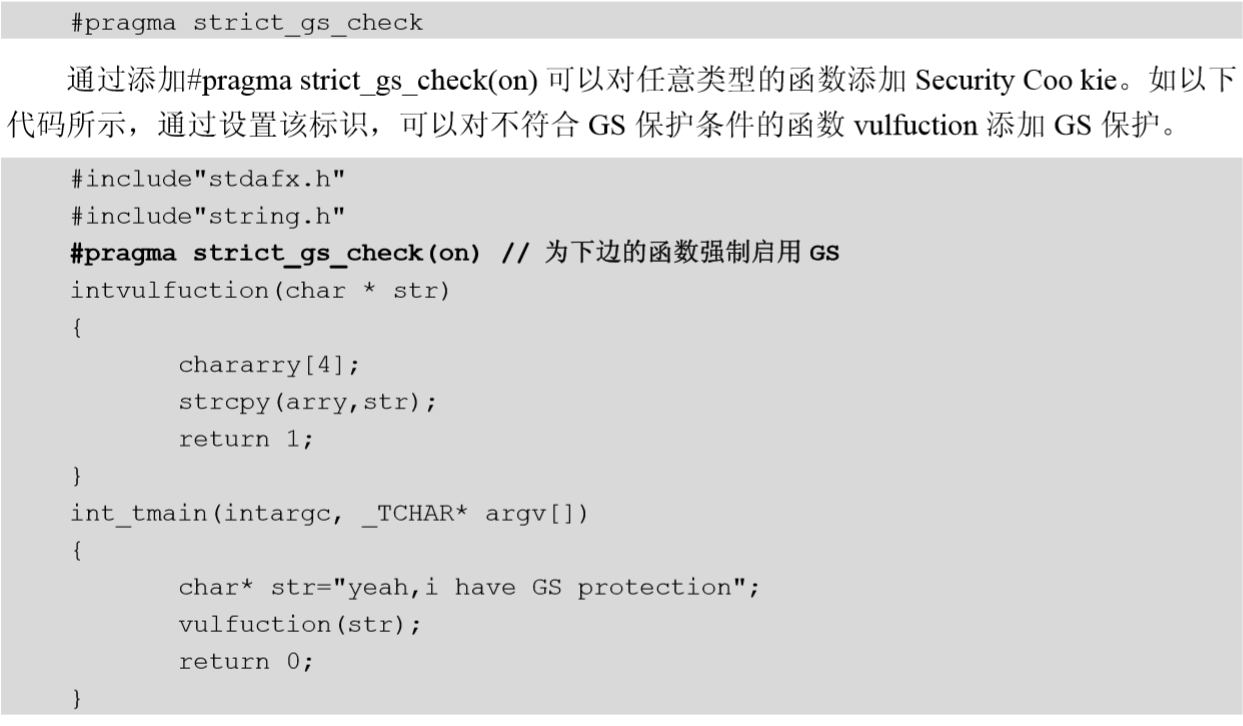 #pragma strict_gs_check
通过添加#pragma strict_gs_check(on) 可以对任意类型的函数添加 Security Coo kie。如以下
代码所示，通过设置该标识，可以对不符合 GS 保护条件的函数 vulfuction 添加 GS 保护。
#include"stdafx.h"
#include"string.h"
#pragma strict_gs_check(on) // 为下边的函数强制启用 GS
intvulfuction(char * str)
{
chararry[4];
strcpy(arry,str);
return 1;
}
int_tmain(intargc, _TCHAR* argv[])
{
char* str="yeah,i have GS protection";
vulfuction(str);
return 0;
}